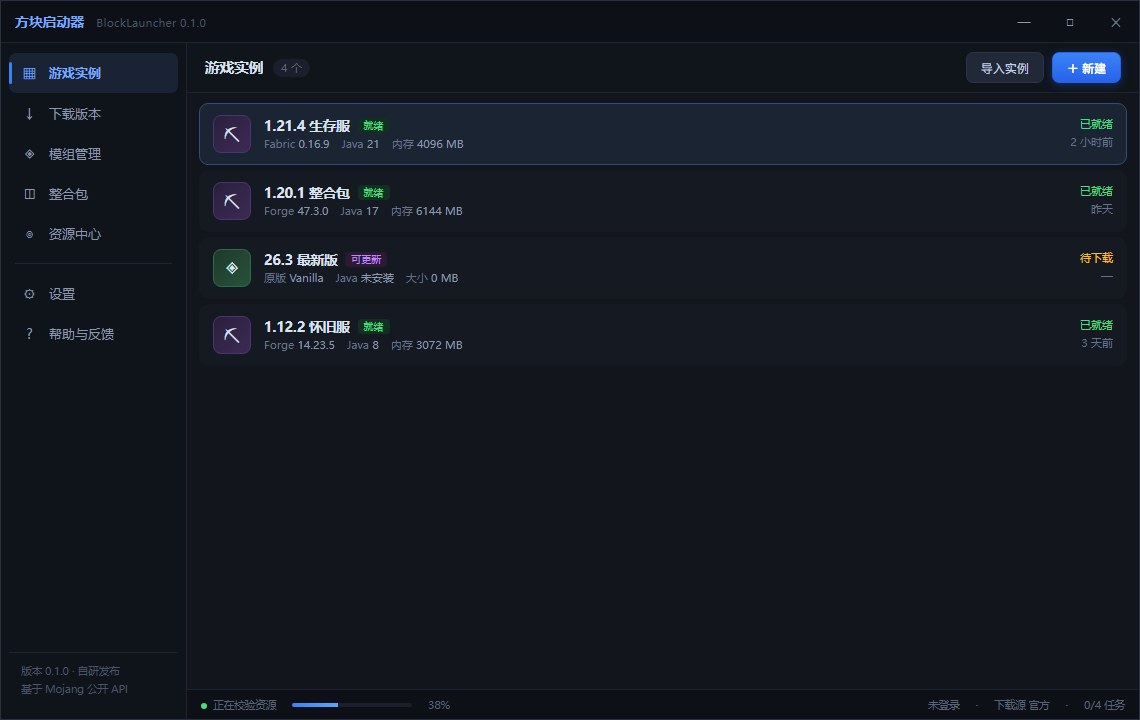 方块启动器 BlockLauncher 0.1.0
游戏实例
下载版本
模组管理
整合包
资源中心
设置
? 帮助与反馈
版本 0.1.0 · 自研发布
基于 Mojang 公开 API
游戏实例 4 个
导入实例
+ 新建
1.21.4 生存服 就绪
Fabric 0.16.9 Java 21 内存 4096 MB
已就绪
2 小时前
1.20.1 整合包 就绪
Forge 47.3.0 Java 17 内存 6144 MB
已就绪
昨天
26.3 最新版 可更新
原版 Vanilla Java 未安装 大小 0 MB
待下载
—
1.12.2 怀旧服 就绪
Forge 14.23.5 Java 8 内存 3072 MB
已就绪
3 天前
正在校验资源 38%
未登录 · 下载源 官方 · 0/4 任务